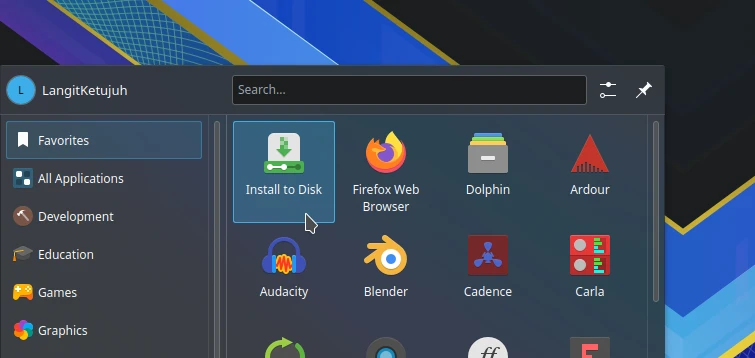 L LangitKetujuh
Search...
Favorites
All Applications
Development
Education
Games
Graphics
Install to Disk
Firefox Web
Browser
Dolphin
Ardour
Audacity
Blender
Cadence
Carla
ff
F